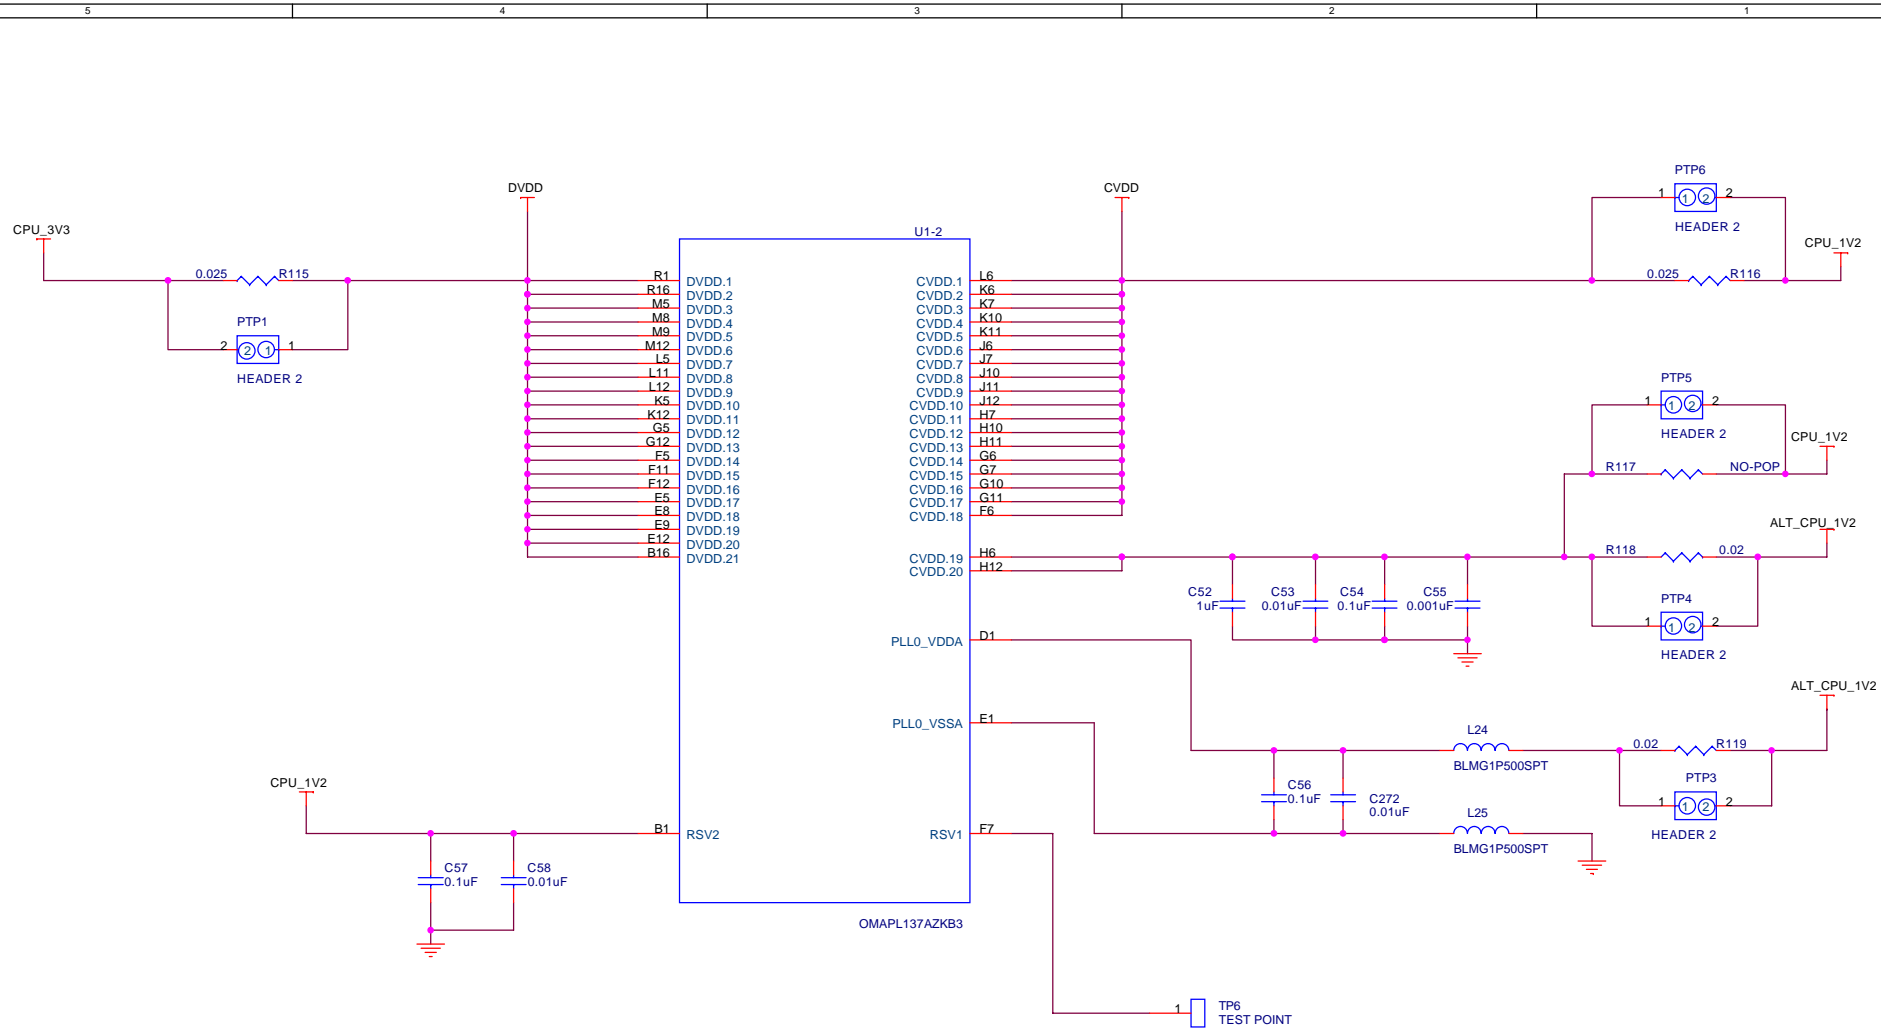 5 4 3 2 1
PTP6
1 1 2 2
HEADER 2
DVDD
CVDD
CPU_3V3
CPU_1V2
U1-2
0.025 R115
0.025 R116
PTP1
2 2 1 1
HEADER 2
R1 DVDD.1
R16 DVDD.2
M5 DVDD.3
M8 DVDD.4
M9 DVDD.5
M12 DVDD.6
L5 DVDD.7
L11 DVDD.8
L12 DVDD.9
K5 DVDD.10
K12 DVDD.11
G5 DVDD.12
G12 DVDD.13
F5 DVDD.14
F11 DVDD.15
F12 DVDD.16
E5 DVDD.17
E8 DVDD.18
E9 DVDD.19
E12 DVDD.20
B16 DVDD.21
CVDD.1 L6
CVDD.2 K6
CVDD.3 K7
CVDD.4 K10
CVDD.5 K11
CVDD.6 J6
CVDD.7 J7
CVDD.8 J10
CVDD.9 J11
CVDD.10 J12
CVDD.11 H7
CVDD.12 H10
CVDD.13 H11
CVDD.14 G6
CVDD.15 G7
CVDD.16 G10
CVDD.17 G11
CVDD.18 F6
CVDD.19 H6
CVDD.20 H12
PTP5
1 1 2 2
HEADER 2
CPU_1V2
R117 NO-POP
ALT_CPU_1V2
R118 0.02
C52
1uF
C53
0.01uF
C54
0.1uF
C55
0.001uF
PTP4
1 1 2 2
HEADER 2
PLL0_VDDA D1
PLL0_VSSA E1
ALT_CPU_1V2
L24
BLMG1P500SPT
0.02 R119
PTP3
1 1 2 2
HEADER 2
C56
0.1uF
C272
0.01uF
L25
BLMG1P500SPT
CPU_1V2
B1 RSV2
RSV1 F7
C57
0.1uF
C58
0.01uF
OMAPL137AZKB3
1
TP6
TEST POINT